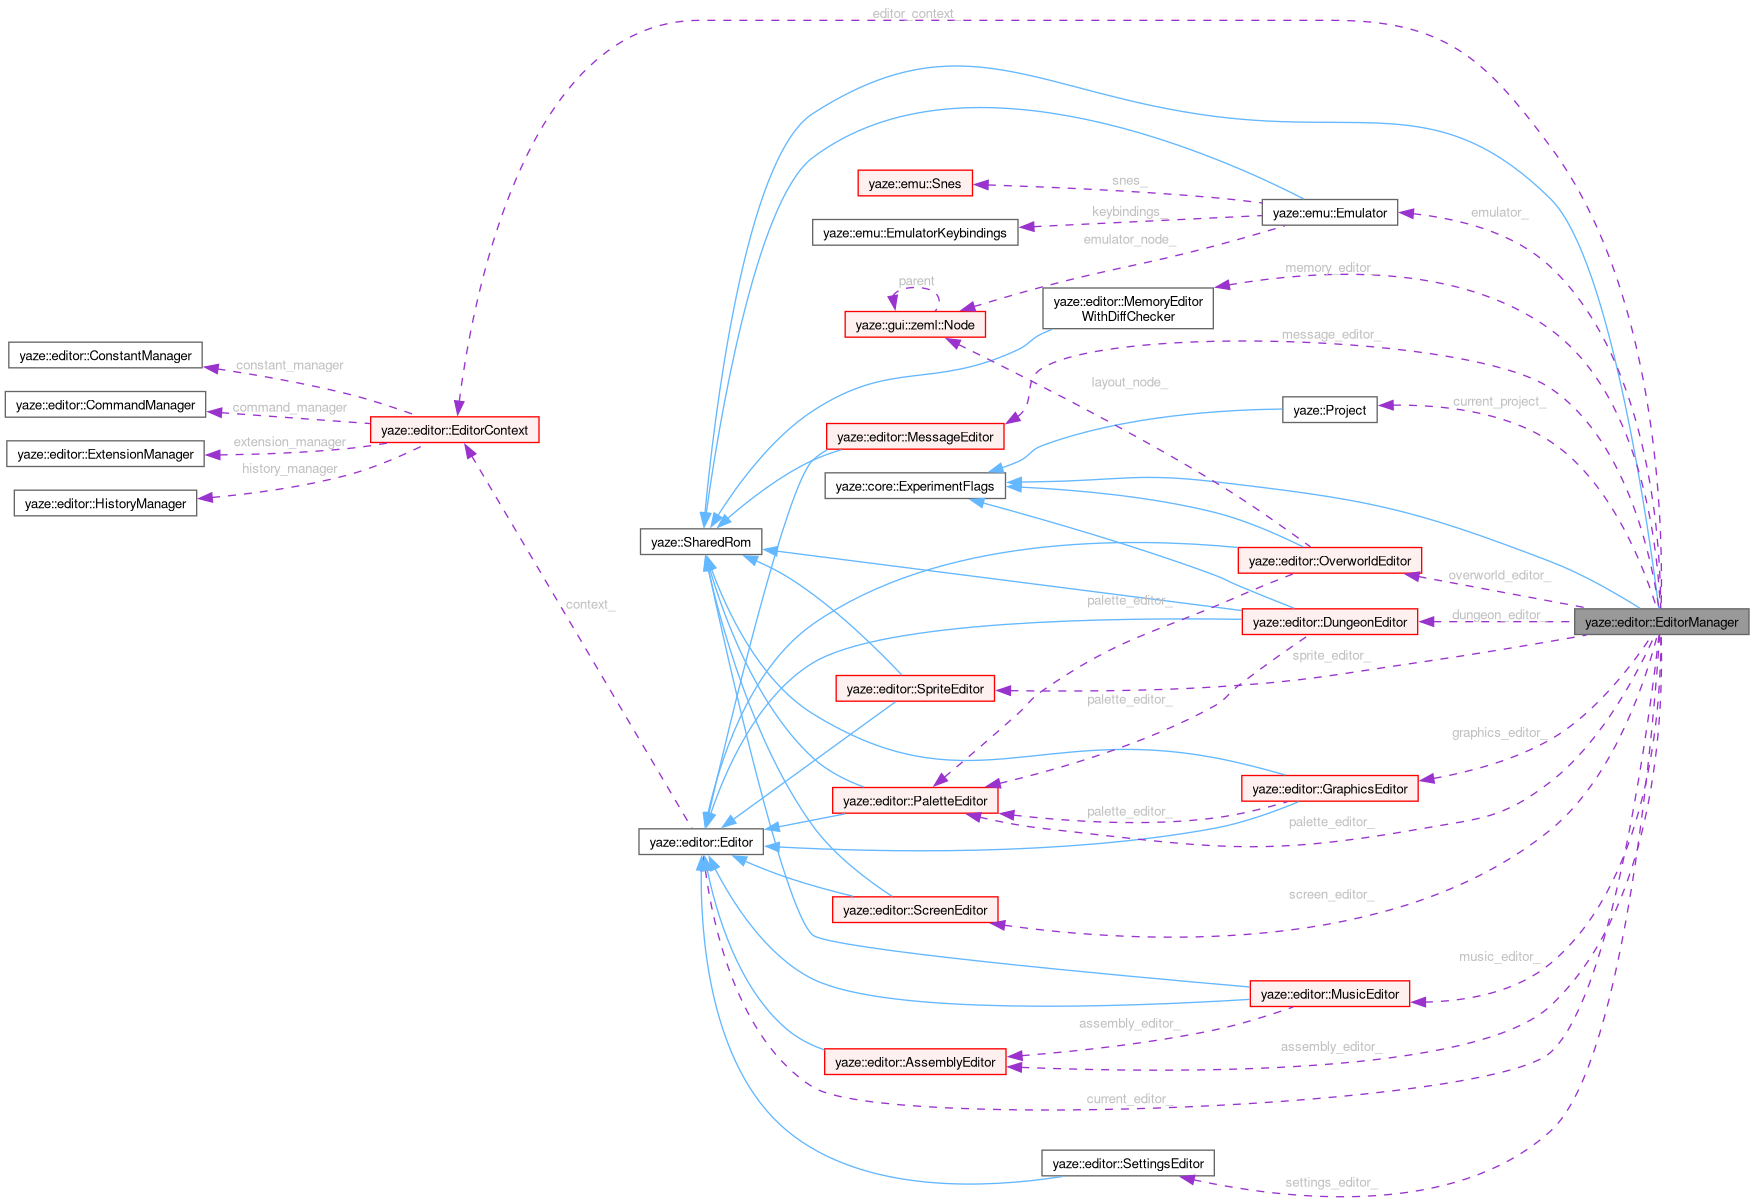 editor_context
yaze::emu::Snes
snes_
yaze::emu::Emulator
emulator_
keybindings_
yaze::emu::EmulatorKeybindings
emulator_node_
memory_editor_
parent
yaze::editor::MemoryEditor
WithDiffChecker
yaze::gui::zeml::Node
message_editor_
yaze::editor::ConstantManager
constant_manager
layout_node_
yaze::editor::CommandManager
command_manager
yaze::Project
current_project_
yaze::editor::EditorContext
yaze::editor::MessageEditor
extension_manager
yaze::editor::ExtensionManager
history_manager
yaze::core::ExperimentFlags
yaze::editor::HistoryManager
yaze::SharedRom
yaze::editor::OverworldEditor
overworld_editor_
context_
palette_editor_
yaze::editor::DungeonEditor
dungeon_editor_
yaze::editor::EditorManager
sprite_editor_
yaze::editor::SpriteEditor
palette_editor_
graphics_editor_
yaze::editor::PaletteEditor
yaze::editor::GraphicsEditor
palette_editor_
palette_editor_
yaze::editor::Editor
screen_editor_
yaze::editor::ScreenEditor
music_editor_
yaze::editor::MusicEditor
assembly_editor_
assembly_editor_
yaze::editor::AssemblyEditor
current_editor_
yaze::editor::SettingsEditor
settings_editor_